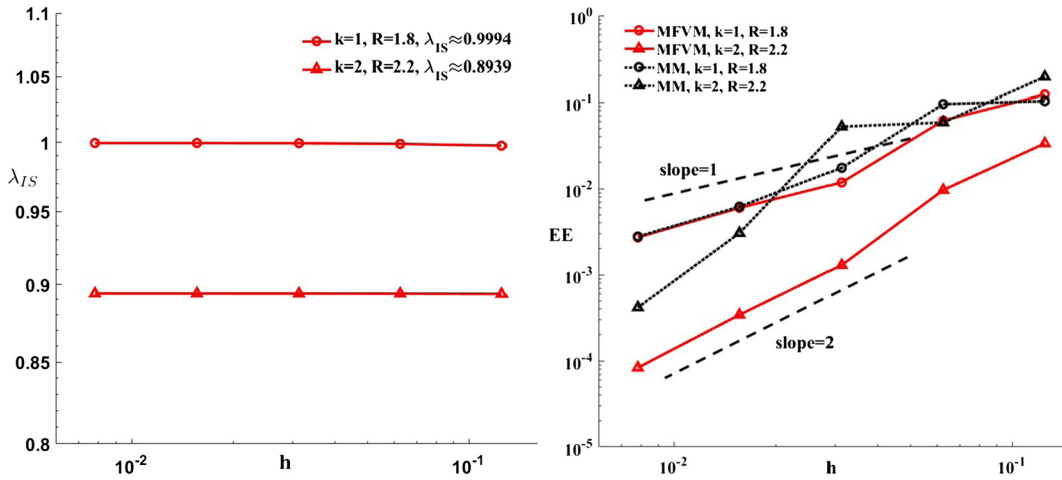 1.1
1.05
1
0.95
0.9
0.85
0.8
λ_IS
k=1, R=1.8, λ_IS≈0.9994
k=2, R=2.2, λ_IS≈0.8939
10^-2
h
10^-1
10^0
10^-1
10^-2
10^-3
10^-4
10^-5
EE
MFVM, k=1, R=1.8
MFVM, k=2, R=2.2
MM, k=1, R=1.8
MM, k=2, R=2.2
slope=1
slope=2
10^-2
h
10^-1